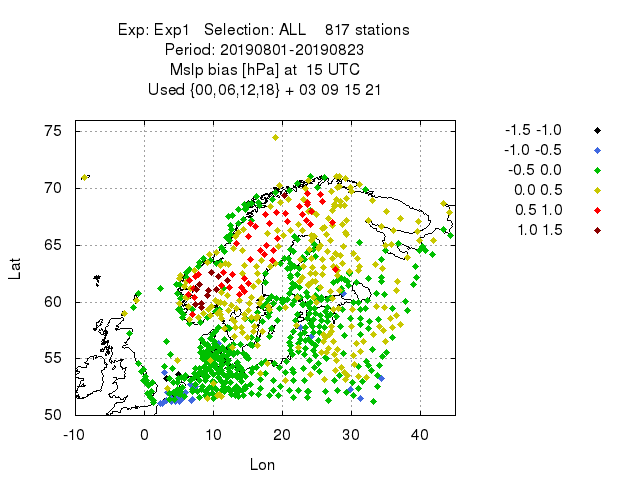 Exp: Exp1 Selection: ALL 817 stations
Period: 20190801-20190823
Mslp bias [hPa] at 15 UTC
Used {00,06,12,18} + 03 09 15 21
-1.5 -1.0
-1.0 -0.5
-0.5 0.0
0.0 0.5
0.5 1.0
1.0 1.5
75
70
65
60
55
50
Lat
-10 0 10 20 30 40
Lon